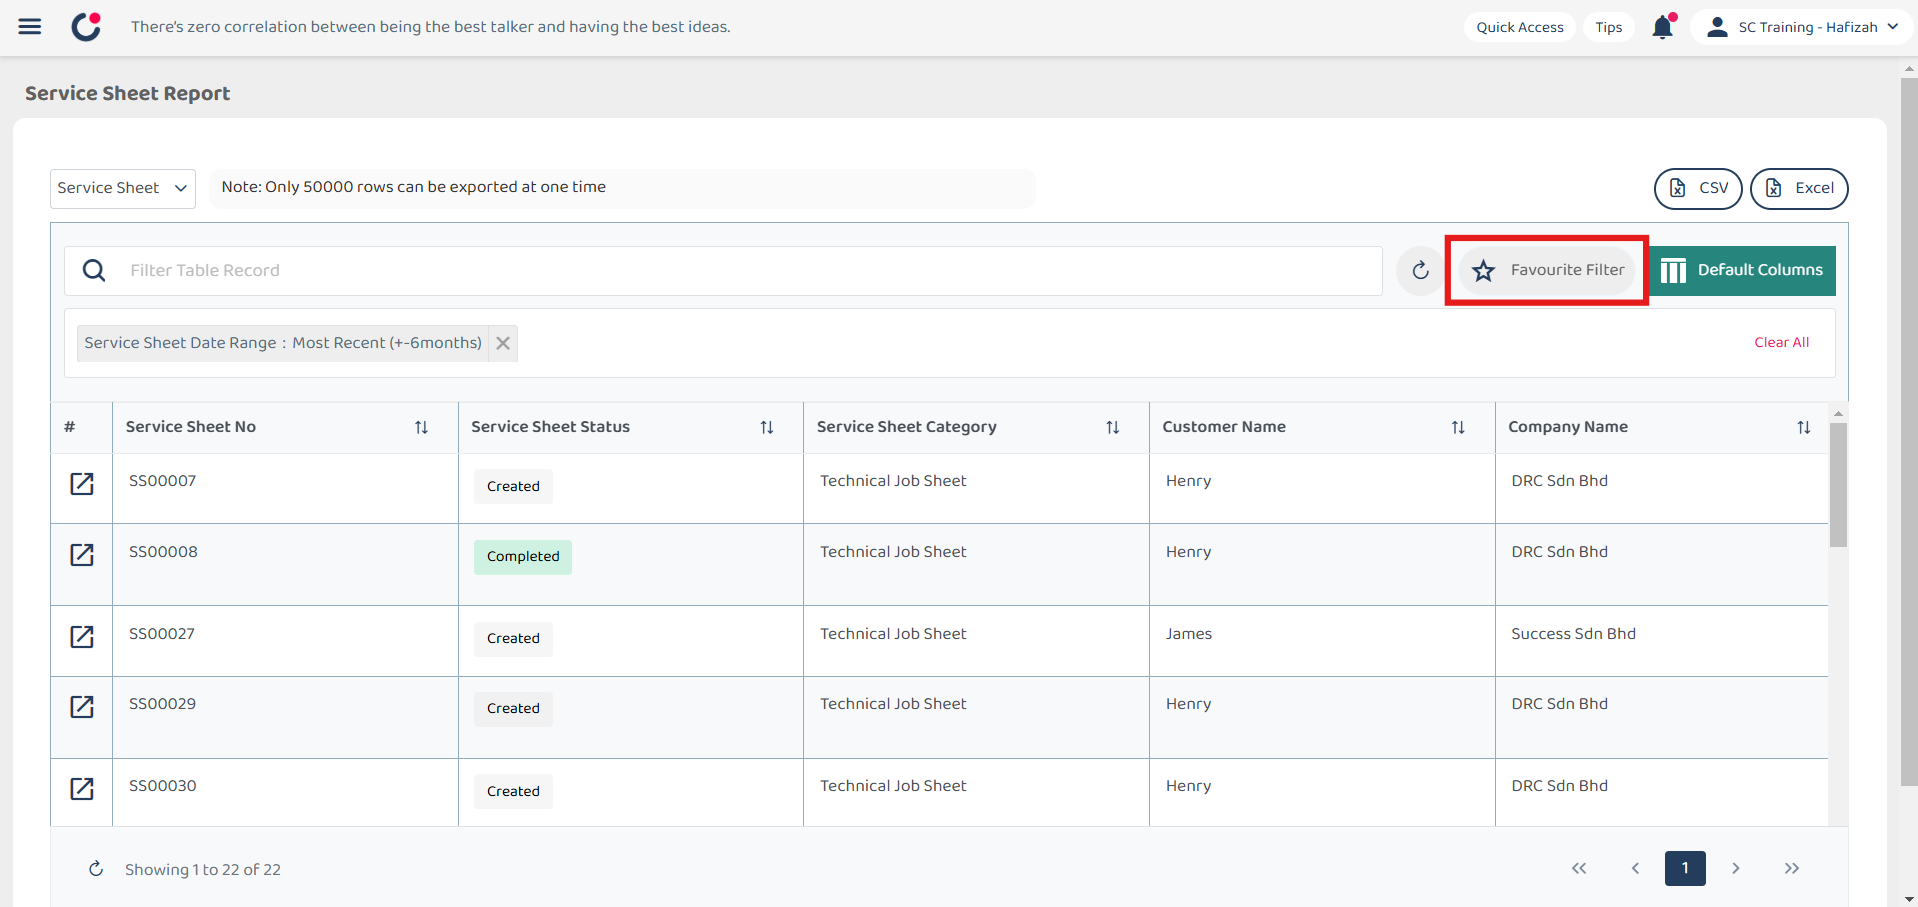 There's zero correlation between being the best talker and having the best ideas.
Quick Access
Tips
SC Training - Hafizah
Service Sheet Report
Service Sheet
Note: Only 50000 rows can be exported at one time
CSV
Excel
Filter Table Record
Favourite Filter
Default Columns
Service Sheet Date Range : Most Recent (+-6months)
Clear All
# Service Sheet No Service Sheet Status Service Sheet Category Customer Name Company Name
SS00007 Created Technical Job Sheet Henry DRC Sdn Bhd
SS00008 Completed Technical Job Sheet Henry DRC Sdn Bhd
SS00027 Created Technical Job Sheet James Success Sdn Bhd
SS00029 Created Technical Job Sheet Henry DRC Sdn Bhd
SS00030 Created Technical Job Sheet Henry DRC Sdn Bhd
Showing 1 to 22 of 22
1